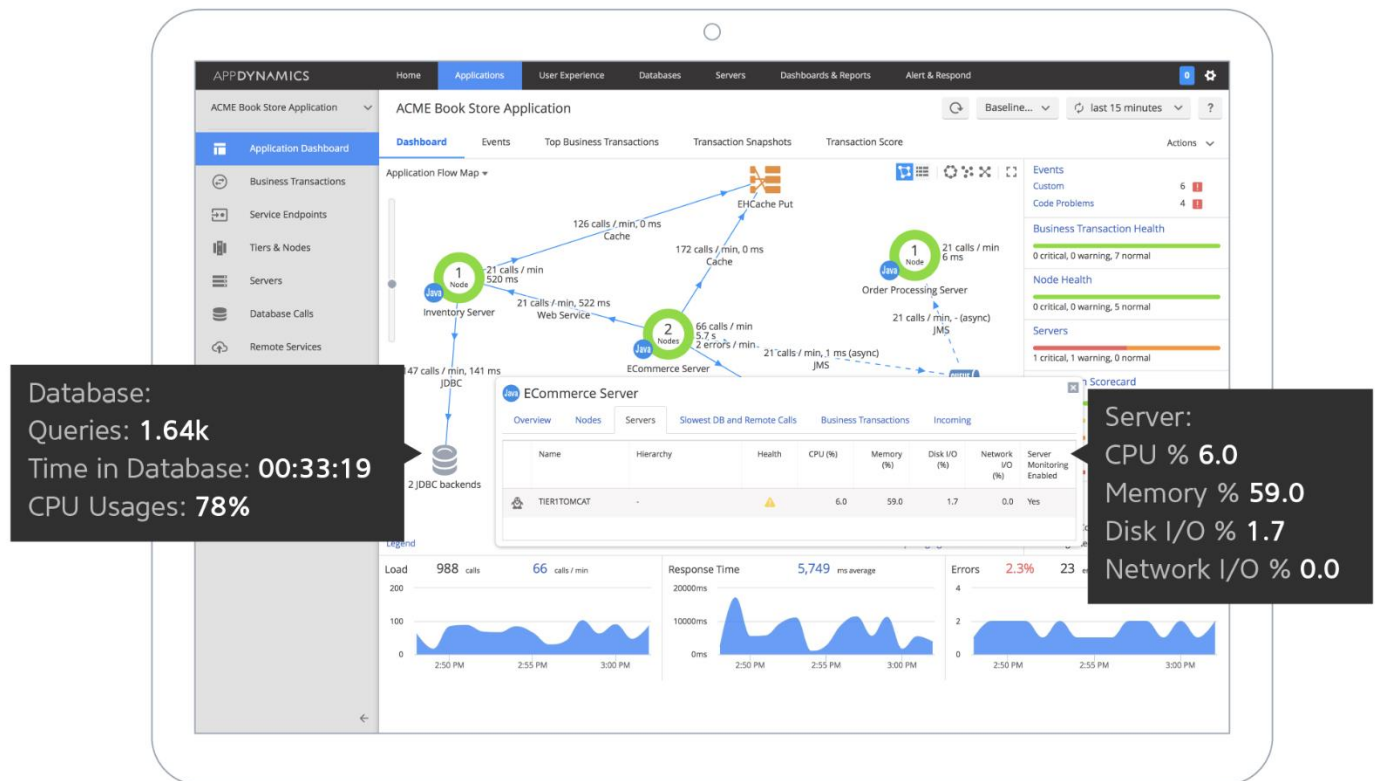 APPDYNAMICS
Home Applications User Experience Databases Servers Dashboards & Reports Alert & Respond 0
ACME Book Store Application
ACME Book Store Application
Baseline... last 15 minutes ?
Application Dashboard
Business Transactions
Service Endpoints
Tiers & Nodes
Servers
Database Calls
Remote Services
Dashboard Events Top Business Transactions Transaction Snapshots Transaction Score Actions
Application Flow Map
EHCache Put
126 calls / min, 0 ms
Cache
172 calls / min, 0 ms
Cache
1
Node
Java
21 calls / min
520 ms
Inventory Server
21 calls / min, 522 ms
Web Service
2
Nodes
Java
66 calls / min
5.7 s
2 errors / min
ECommerce Server
1
Node
Java
21 calls / min
6 ms
Order Processing Server
21 calls / min, - (async)
JMS
21 calls / min, 1 ms (async)
JMS
147 calls / min, 141 ms
JDBC
2 JDBC backends
Legend
Events
Custom 6
Code Problems 4
Business Transaction Health
0 critical, 0 warning, 7 normal
Node Health
0 critical, 0 warning, 5 normal
Servers
1 critical, 1 warning, 0 normal
Scorecard
Java ECommerce Server
Overview Nodes Servers Slowest DB and Remote Calls Business Transactions Incoming
Name Hierarchy Health CPU (%) Memory (%) Disk I/O (%) Network I/O (%) Server Monitoring Enabled
TIER1TOMCAT - 6.0 59.0 1.7 0.0 Yes
Database:
Queries: 1.64k
Time in Database: 00:33:19
CPU Usages: 78%
Server:
CPU % 6.0
Memory % 59.0
Disk I/O % 1.7
Network I/O % 0.0
Load 988 calls 66 calls / min
200
100
0
2:50 PM 2:55 PM 3:00 PM
Response Time 5,749 ms average
20000ms
10000ms
0ms
2:50 PM 2:55 PM 3:00 PM
Errors 2.3% 23
4
2
0
2:50 PM 2:55 PM 3:00 PM